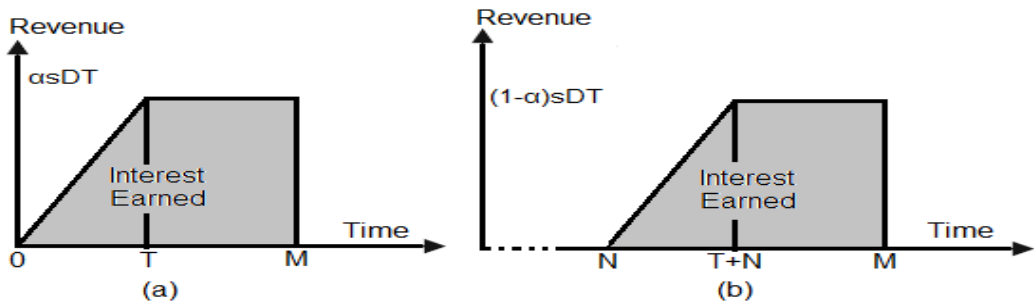 Revenue
αsDT
Interest
Earned
Time
0 T M
(a)
Revenue
(1-α)sDT
Interest
Earned
Time
N T+N M
(b)